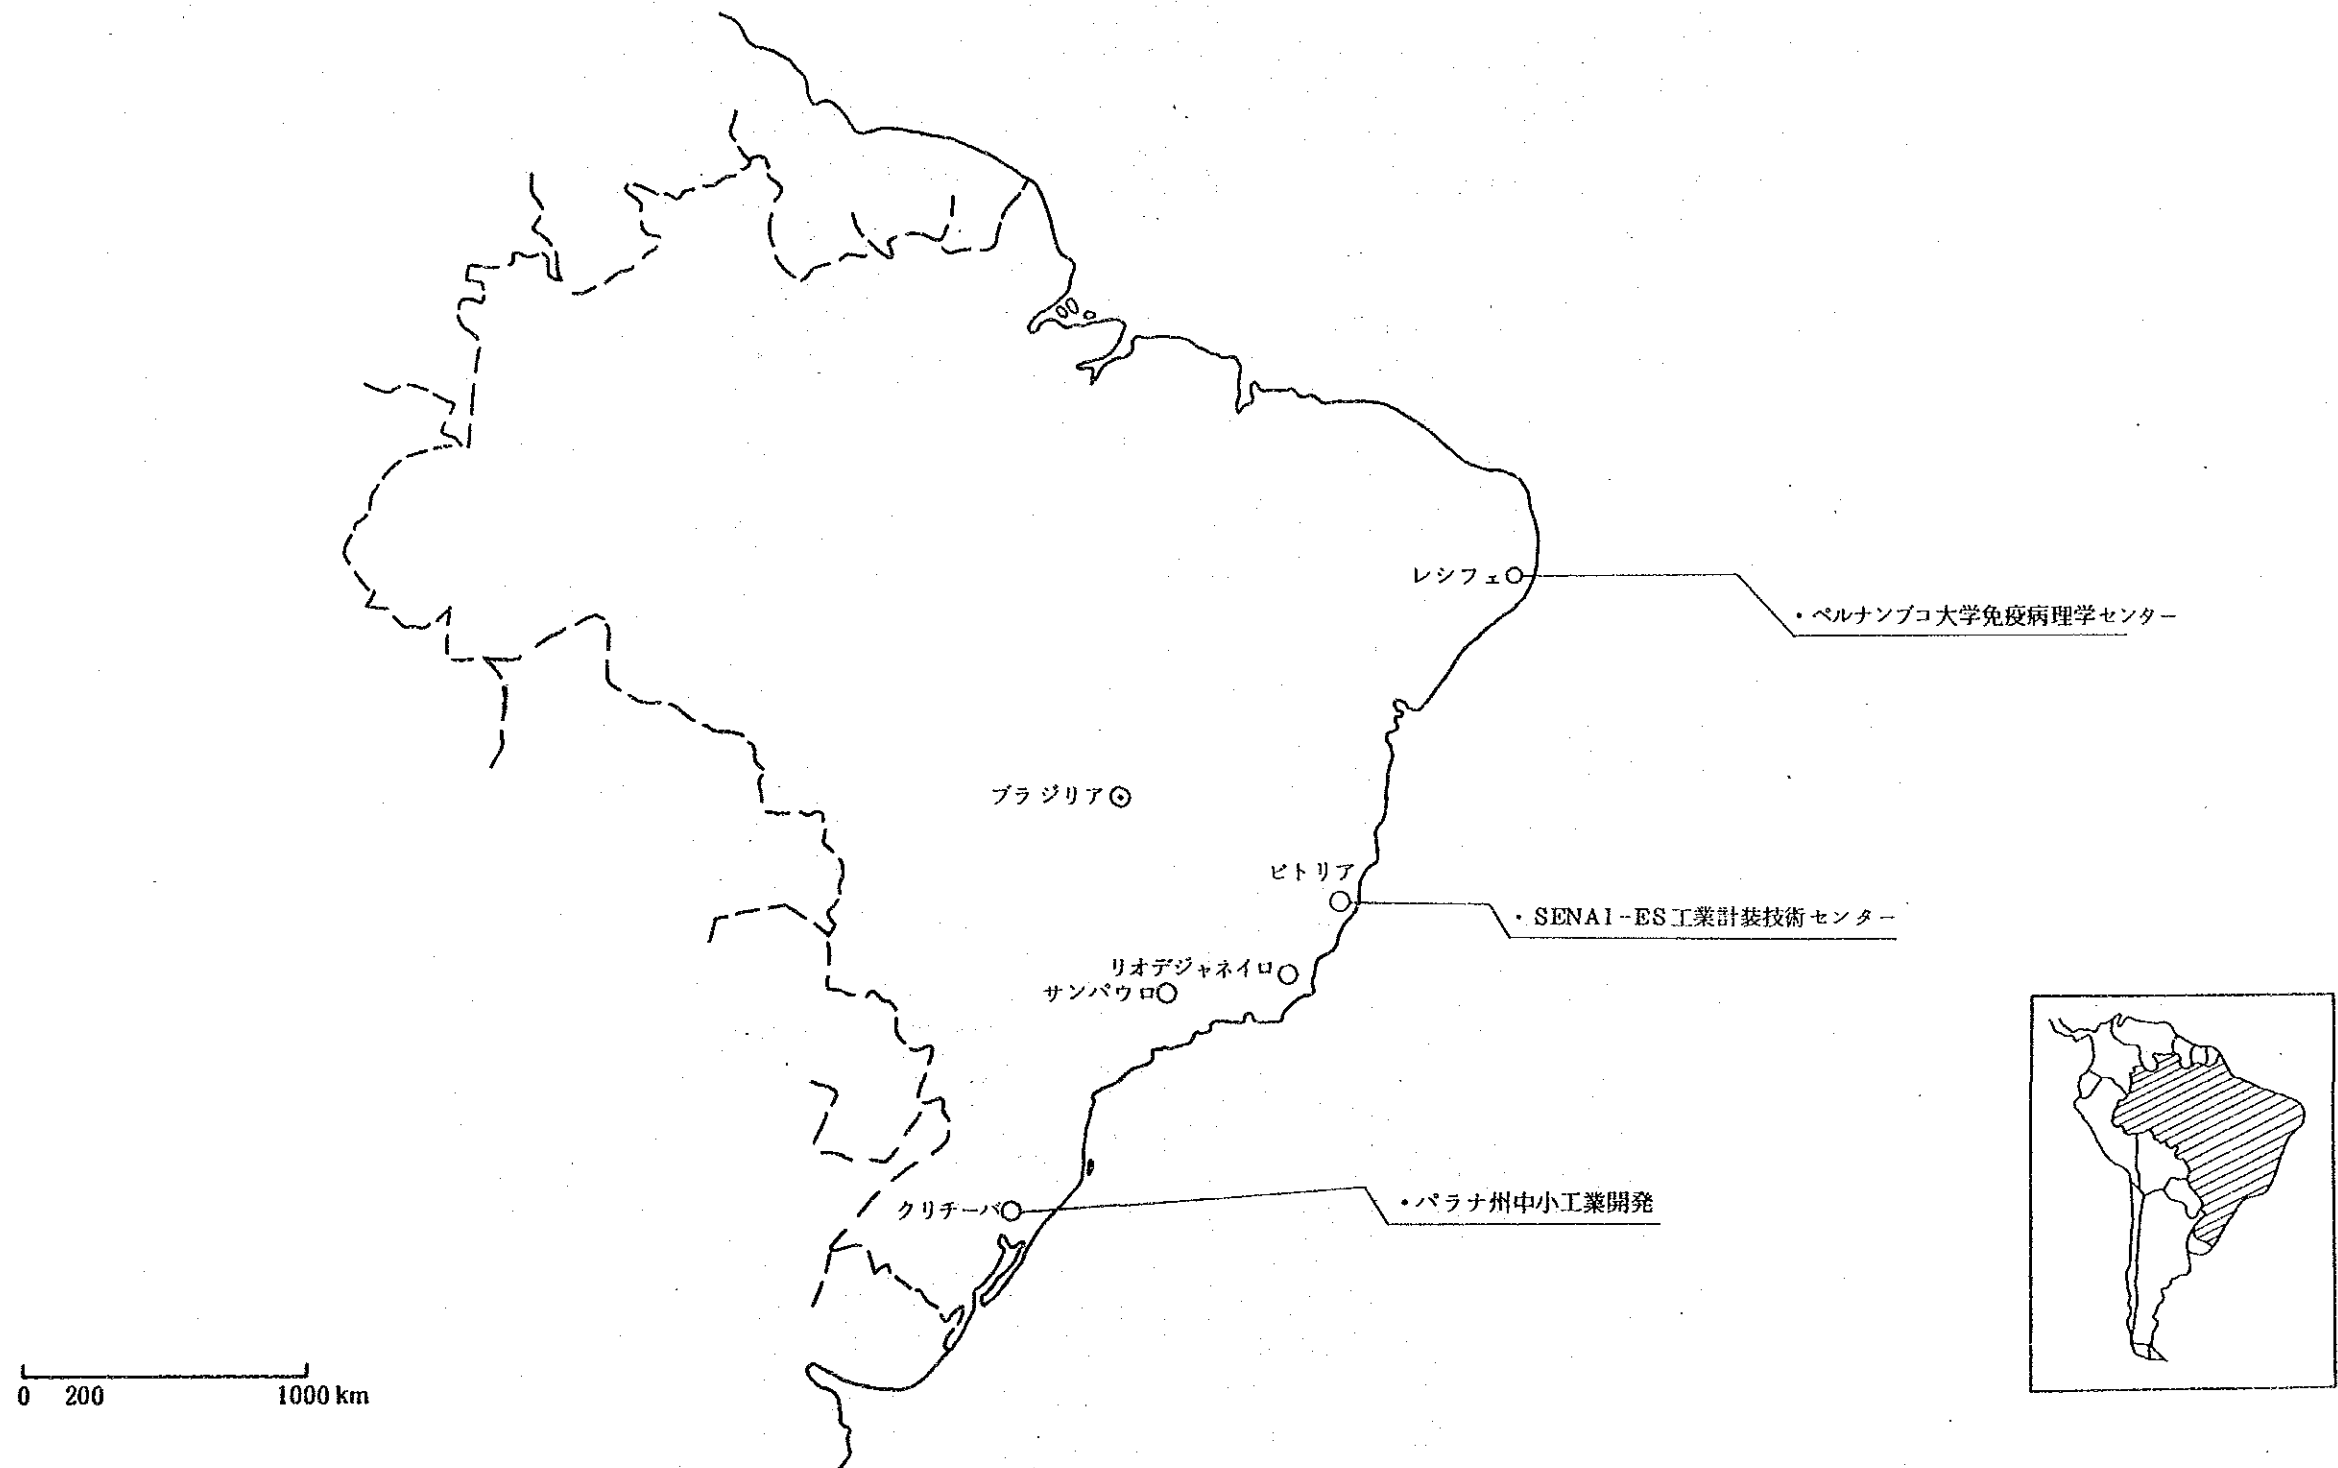 レシフェ
・ペルナンブコ大学免疫病理学センター
ブラジリア
ビトリア
・SENAI-ES工業計装技術センター
リオデジャネイロ
サンパウロ
クリチーバ
・パラナ州中小工業開発
0 200 1000km